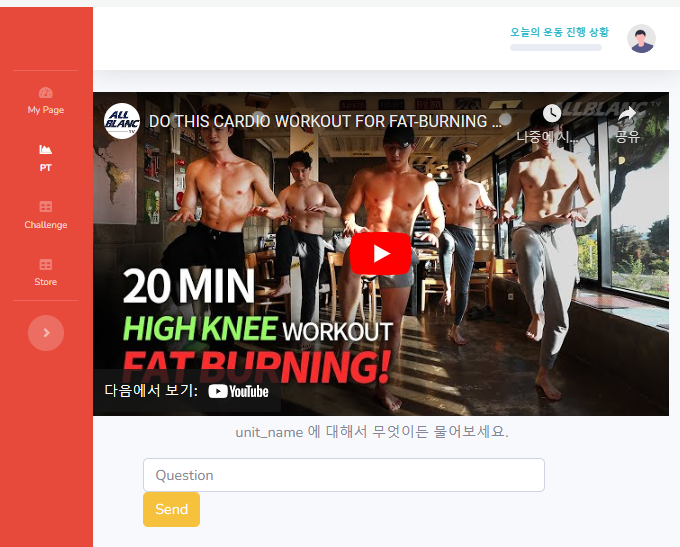 오늘의 운동 진행 상황
My Page
PT
Challenge
Store
ALL
BLANC
TV
DO THIS CARDIO WORKOUT FOR FAT-BURNING ...
ALLBLANC TV
나중에 시...
공유
20 MIN
HIGH KNEE WORKOUT
FAT BURNING!
다음에서 보기: YouTube
unit_name 에 대해서 무엇이든 물어보세요.
Question
Send